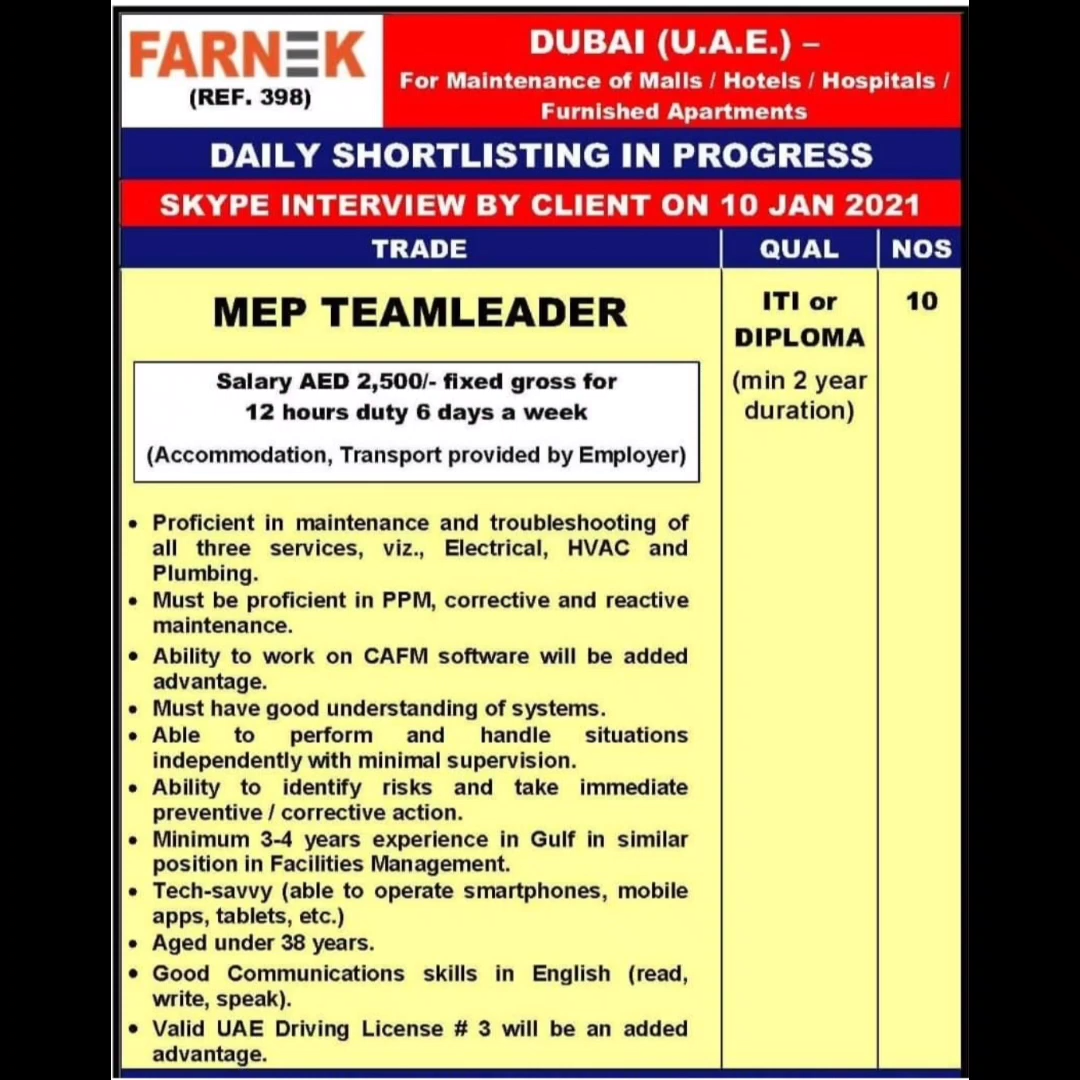 FARNEK
(REF. 398)
DUBAI (U.A.E.) –
For Maintenance of Malls / Hotels / Hospitals /
Furnished Apartments
DAILY SHORTLISTING IN PROGRESS
SKYPE INTERVIEW BY CLIENT ON 10 JAN 2021
TRADE QUAL NOS
MEP TEAMLEADER
Salary AED 2,500/- fixed gross for
12 hours duty 6 days a week
(Accommodation, Transport provided by Employer)
• Proficient in maintenance and troubleshooting of
all three services, viz., Electrical, HVAC and
Plumbing.
• Must be proficient in PPM, corrective and reactive
maintenance.
• Ability to work on CAFM software will be added
advantage.
• Must have good understanding of systems.
• Able to perform and handle situations
independently with minimal supervision.
• Ability to identify risks and take immediate
preventive / corrective action.
• Minimum 3-4 years experience in Gulf in similar
position in Facilities Management.
• Tech-savvy (able to operate smartphones, mobile
apps, tablets, etc.)
• Aged under 38 years.
• Good Communications skills in English (read,
write, speak).
• Valid UAE Driving License # 3 will be an added
advantage.
ITI or
DIPLOMA
(min 2 year
duration)
10